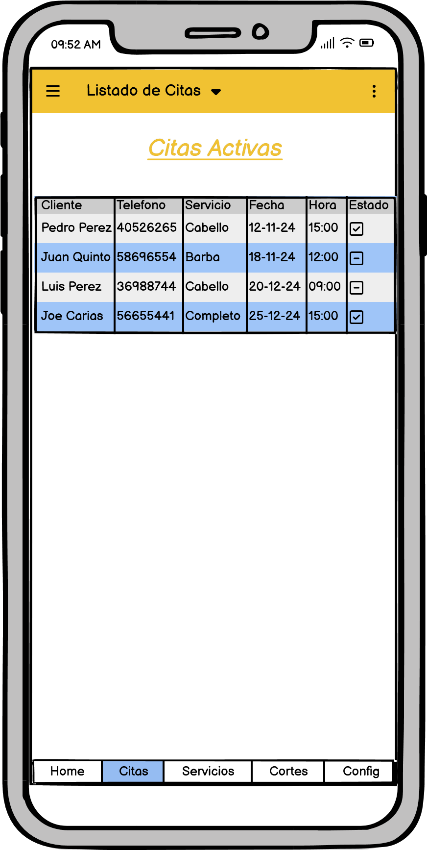 09:52 AM
Listado de Citas
Citas Activas
Cliente Telefono Servicio Fecha Hora Estado
Pedro Perez 40526265 Cabello 12-11-24 15:00
Juan Quinto 58696554 Barba 18-11-24 12:00
Luis Perez 36988744 Cabello 20-12-24 09:00
Joe Carias 56655441 Completo 25-12-24 15:00
Home Citas Servicios Cortes Config